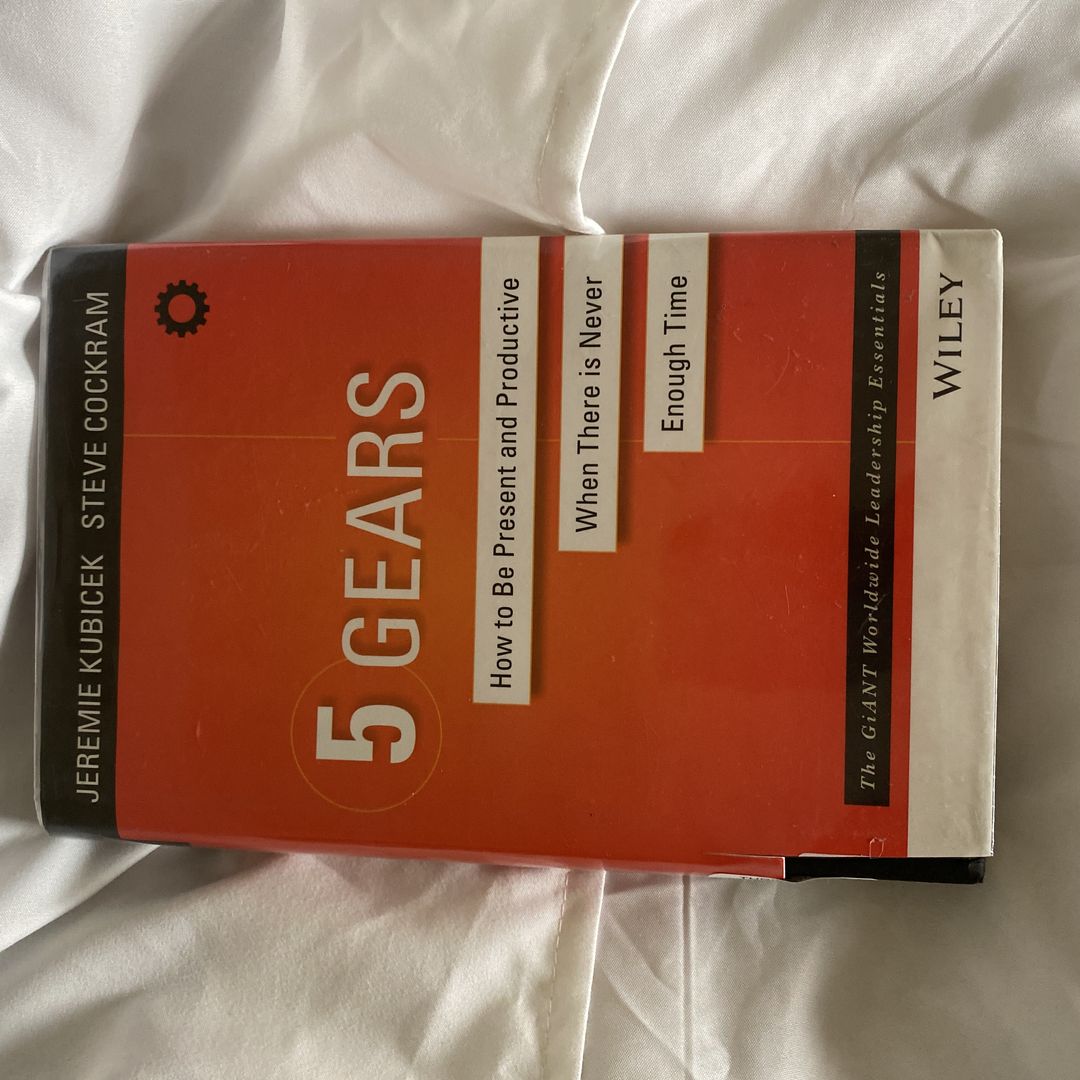 JEREMIE KUBICEK STEVE COCKRAM
5 GEARS
How to Be Present and Productive
When There is Never
Enough Time
The GiANT Worldwide Leadership Essentials
WILEY